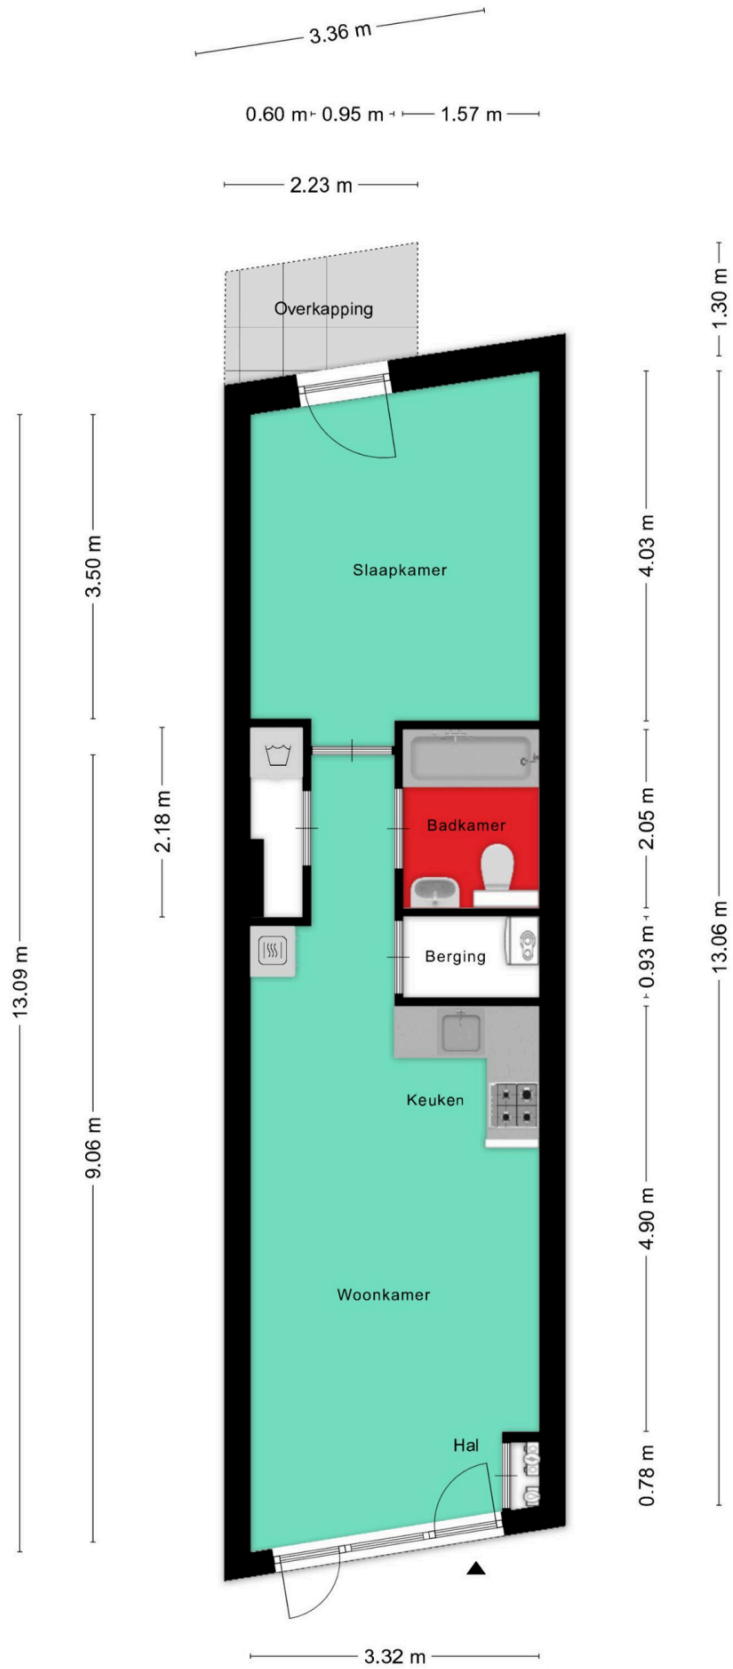 3.36 m
0.60 m 0.95 m 1.57 m
2.23 m
1.30 m
Overkapping
3.50 m
4.03 m
Slaapkamer
2.18 m
2.05 m
Badkamer
13.09 m
0.93 m
13.06 m
Berging
Keuken
9.06 m
4.90 m
Woonkamer
Hal
0.78 m
3.32 m